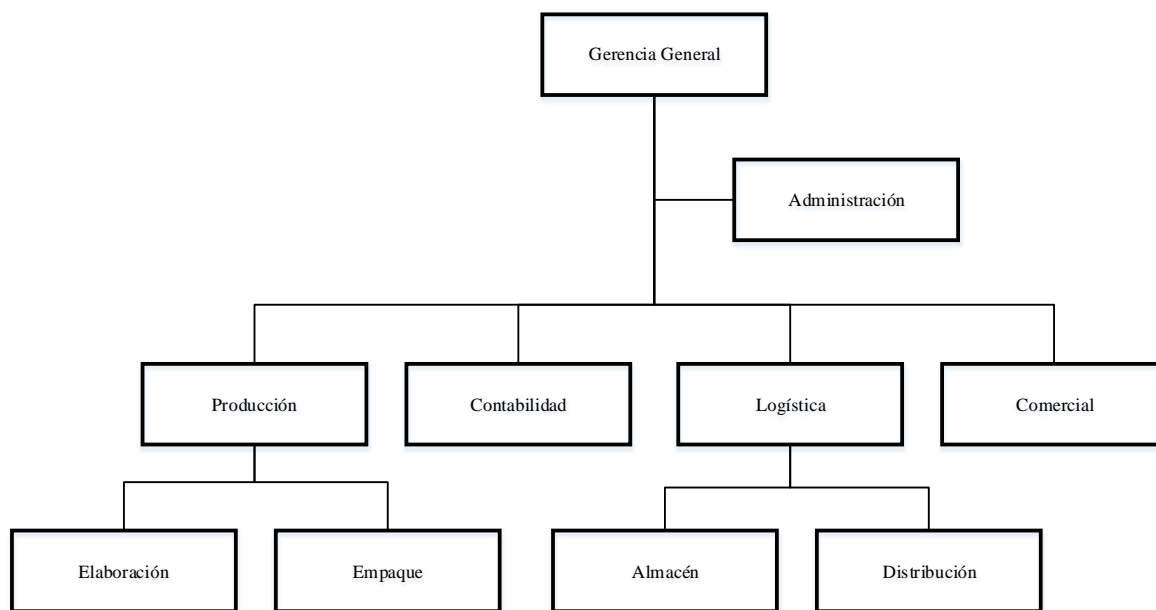 Gerencia General
Administración
Producción
Contabilidad
Logística
Comercial
Elaboración
Empaque
Almacén
Distribución